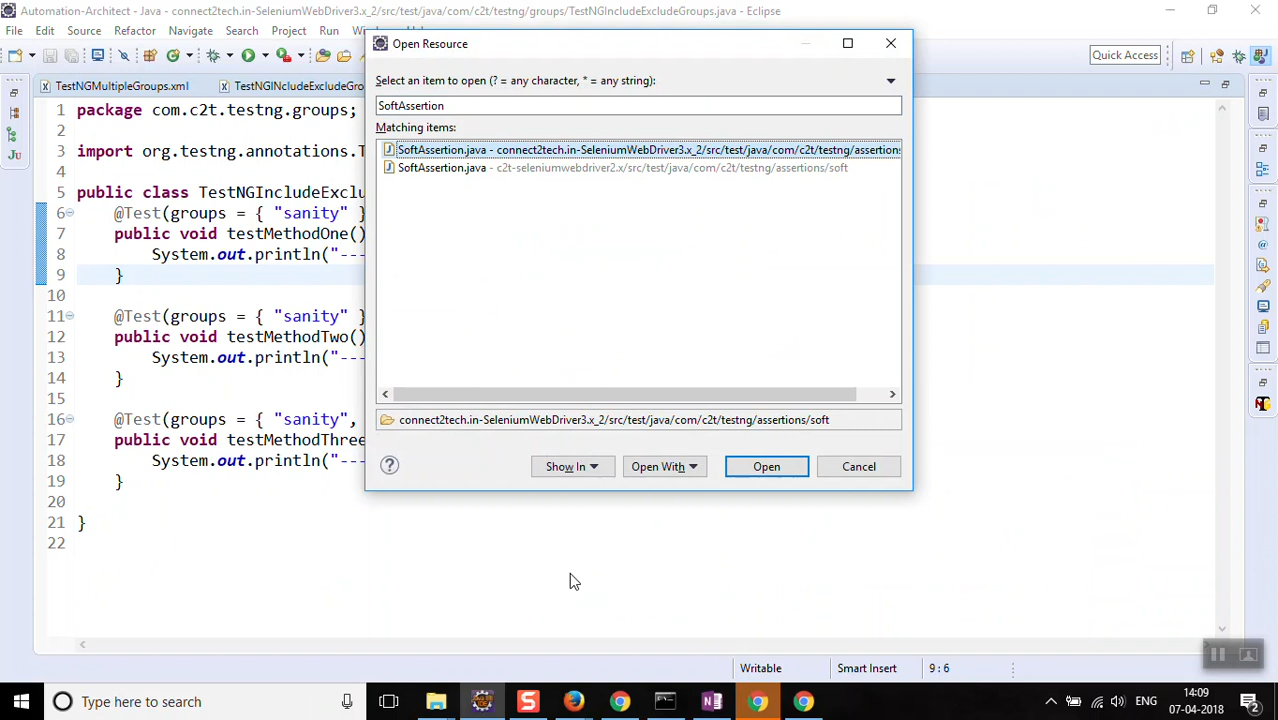 Automation-Architect - Java - connect2tech.in-SeleniumWebDriver3.x_2/src/test/java/com/c2t/testng/groups/TestNGIncludeExcludeGroups.java - Eclipse
File Edit Source Refactor Navigate Search Project Run
Open Resource
Quick Access
TestNGMultipleGroups.xml
TestNGINcludeExcludeGro
Select an item to open (? = any character, * = any string):
SoftAssertion
Matching items:
SoftAssertion.java - connect2tech.in-SeleniumWebDriver3.x_2/src/test/java/com/c2t/testng/assertions
SoftAssertion.java - c2t-seleniumwebdriver2.x/src/test/java/com/c2t/testng/assertions/soft
connect2tech.in-SeleniumWebDriver3.x_2/src/test/java/com/c2t/testng/assertions/soft
Show In
Open With
Open
Cancel
1 package com.c2t.testng.groups;
2
3 import org.testng.annotations.T
4
5 public class TestNGIncludeExclu
6 @Test(groups = { "sanity" }
7 public void testMethodOne()
8 System.out.println("---
9 }
10
11 @Test(groups = { "sanity" }
12 public void testMethodTwo()
13 System.out.println("---
14 }
15
16 @Test(groups = { "sanity",
17 public void testMethodThree
18 System.out.println("---
19 }
20
21 }
22
Writable
Smart Insert
9 : 6
Type here to search
ENG
14:09
07-04-2018